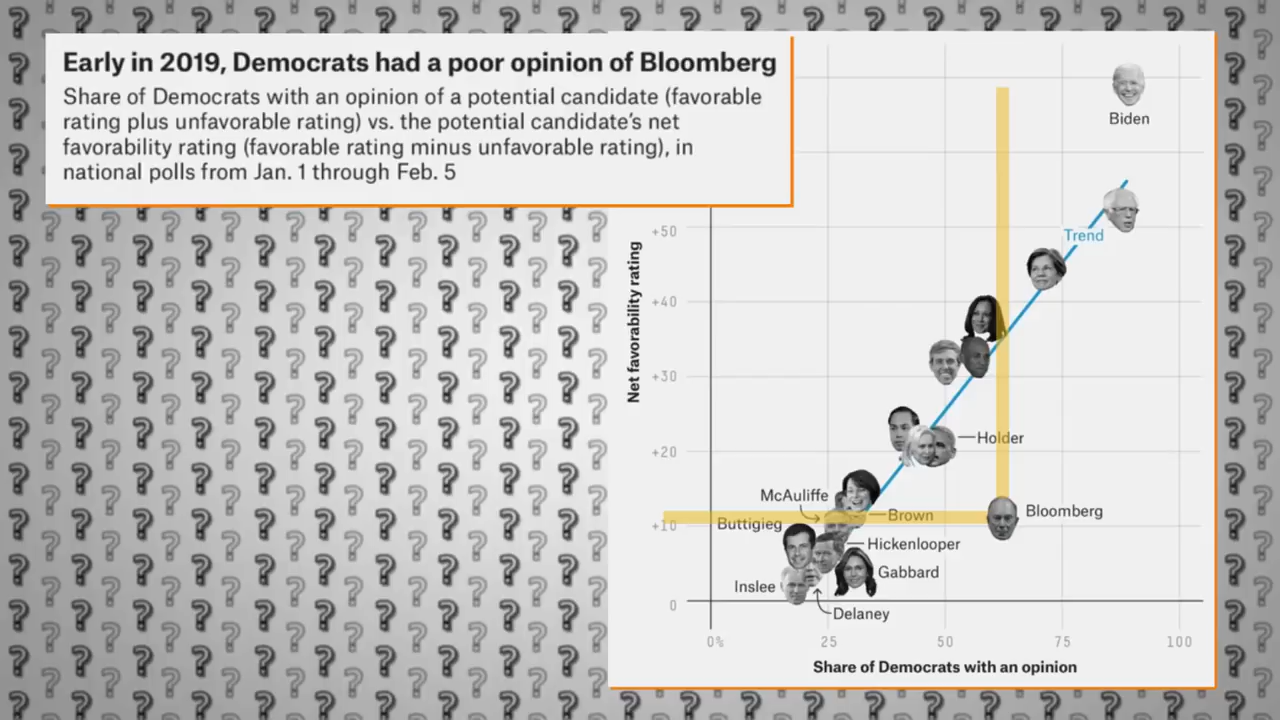 Early in 2019, Democrats had a poor opinion of Bloomberg
Share of Democrats with an opinion of a potential candidate (favorable
rating plus unfavorable rating) vs. the potential candidate's net
favorability rating (favorable rating minus unfavorable rating), in
national polls from Jan. 1 through Feb. 5
Biden
+50
Trend
+40
Net favorability rating
+30
Holder
+20
McAuliffe
Bloomberg
Brown
Buttigieg
+10
Hickenlooper
Gabbard
Inslee
0
Delaney
0%
25
50
75
100
Share of Democrats with an opinion